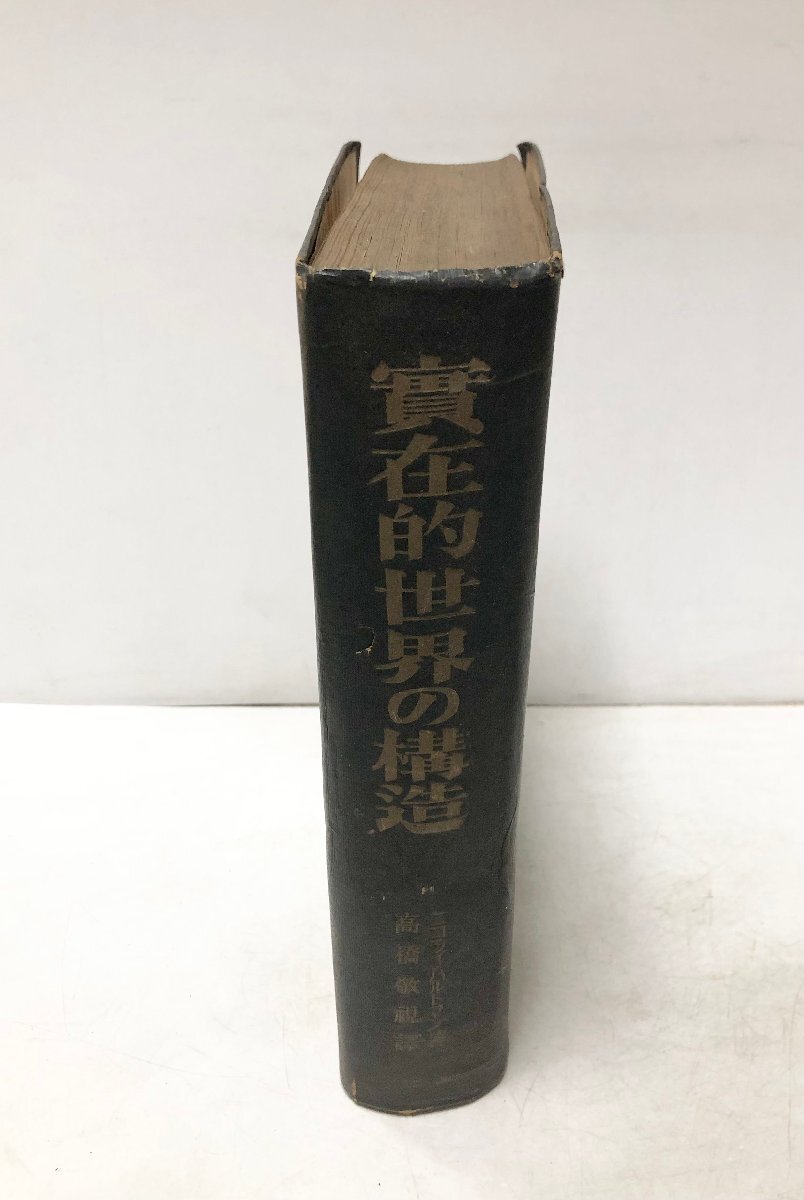 實在的世界の構造
ニコライ・ハルトマン著
高橋敬視譯